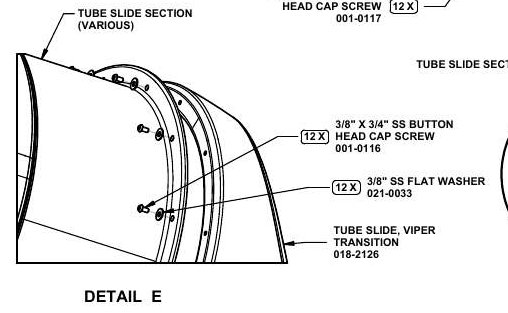 TUBE SLIDE SECTION
(VARIOUS)
HEAD CAP SCREW 12 X
001-0117
TUBE SLIDE SECT
3/8" X 3/4" SS BUTTON
12 X HEAD CAP SCREW
001-0116
12 X 3/8" SS FLAT WASHER
021-0033
TUBE SLIDE, VIPER
TRANSITION
018-2126
DETAIL E